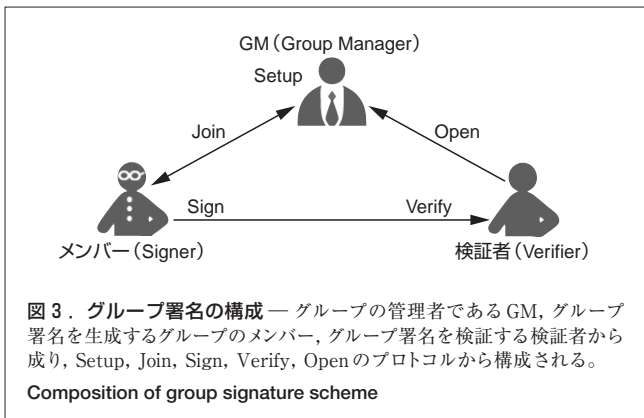 GM（Group Manager）
Setup
Join
Open
Sign
Verify
メンバー（Signer）
検証者（Verifier）
図3．グループ署名の構成 ― グループの管理者であるGM，グループ
署名を生成するグループのメンバー，グループ署名を検証する検証者から
成り，Setup，Join，Sign，Verify，Openのプロトコルから構成される。
Composition of group signature scheme